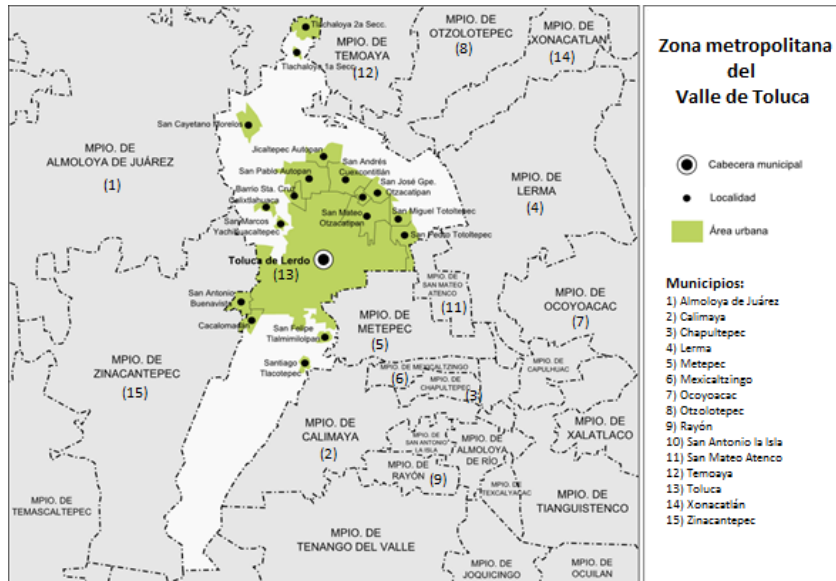 Tlachaloya 2a Secc.
Tlachaloya 1a Secc.
MPIO. DE
TEMOAYA
(12)
MPIO. DE
OTZOLOTEPEC
(8)
MPIO. DE
XONACATLAN
(14)
San Cayetano Morelos
MPIO. DE
ALMOLOYA DE JUÁREZ
(1)
Jicaltepec Autopan
San Pablo Autopan
San Andrés
Cuexcontitlán
San José Gpe.
Otzacatipan
Barrio Sta. Cruz
San Marcos
Yachihuacaltepec
San Mateo
Otzacatipan
San Miguel Totoltepec
San Pedro Totoltepec
MPIO. DE
LERMA
(4)
Toluca de Lerdo
(13)
San Antonio
Buenavista
Cacalomacán
San Felipe
Tlalmimilolpan
Santiago
Tlacotepec
MPIO. DE
SAN MATEO
ATENCO
(11)
MPIO. DE
METEPEC
(5)
MPIO. DE
OCOYOACAC
(7)
MPIO. DE
ZINACANTEPEC
(15)
MPIO. DE MEXICALTZINGO
(6)
MPIO. DE
CHAPULTEPEC
(3)
MPIO. DE
CAPULHUAC
MPIO. DE
CALIMAYA
(2)
MPIO. DE
SAN ANTONIO
LA ISLA
MPIO. DE
ALMOLOYA
DE RÍO
MPIO. DE
RAYÓN
(9)
MPIO. DE
TEXCALYACAC
MPIO. DE
XALATLACO
MPIO. DE
TIANGUISTENCO
MPIO. DE
TEMASCALTEPEC
MPIO. DE
TENANGO DEL VALLE
MPIO. DE
JOQUICINGO
MPIO. DE
OCUILAN
Zona metropolitana
del
Valle de Toluca
Cabecera municipal
Localidad
Área urbana
Municipios:
1) Almoloya de Juárez
2) Calimaya
3) Chapultepec
4) Lerma
5) Metepec
6) Mexicaltzingo
7) Ocoyoacac
8) Otzolotepec
9) Rayón
10) San Antonio la Isla
11) San Mateo Atenco
12) Temoaya
13) Toluca
14) Xonacatlán
15) Zinacantepec